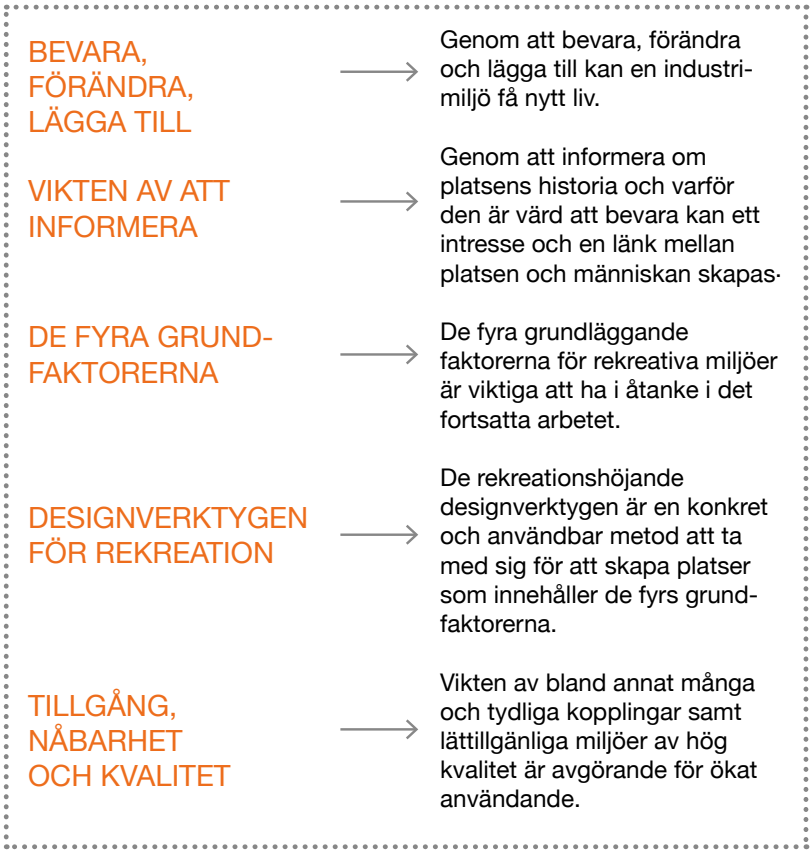 BEVARA,
FÖRÄNDRA,
LÄGGA TILL
Genom att bevara, förändra
och lägga till kan en industri-
miljö få nytt liv.
VIKTEN AV ATT
INFORMERA
Genom att informera om
platsens historia och varför
den är värd att bevara kan ett
intresse och en länk mellan
platsen och människan skapas.
DE FYRA GRUND-
FAKTORERNA
De fyra grundläggande
faktorerna för rekreativa miljöer
är viktiga att ha i åtanke i det
fortsatta arbetet.
DESIGNVERKTYGEN
FÖR REKREATION
De rekreationshöjande
designverktygen är en konkret
och användbar metod att ta
med sig för att skapa platser
som innehåller de fyrs grund-
faktorerna.
TILLGÅNG,
NÅBARHET
OCH KVALITET
Vikten av bland annat många
och tydliga kopplingar samt
lättillgänliga miljöer av hög
kvalitet är avgörande för ökat
användande.